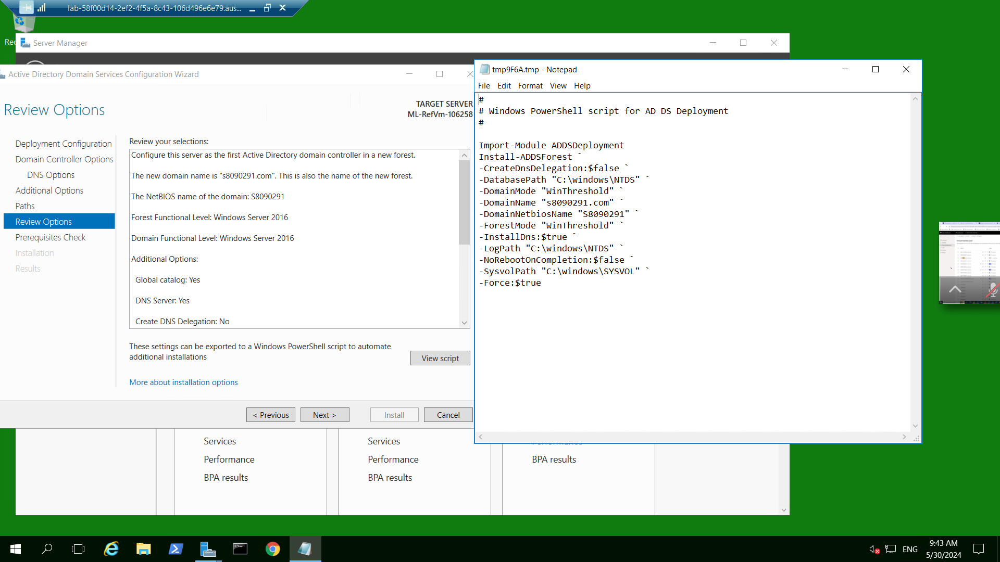 lab-58f00d14-2ef2-4f5a-8c43-106d496e6e79.aus...
Rec
Server Manager
Active Directory Domain Services Configuration Wizard
Review Options
TARGET SERVER
ML-RefVm-106258
Deployment Configuration
Domain Controller Options
DNS Options
Additional Options
Paths
Review Options
Prerequisites Check
Installation
Results
Review your selections:
Configure this server as the first Active Directory domain controller in a new forest.
The new domain name is "s8090291.com". This is also the name of the new forest.
The NetBIOS name of the domain: S8090291
Forest Functional Level: Windows Server 2016
Domain Functional Level: Windows Server 2016
Additional Options:
Global catalog: Yes
DNS Server: Yes
Create DNS Delegation: No
These settings can be exported to a Windows PowerShell script to automate
additional installations
View script
More about installation options
< Previous
Next >
Install
Cancel
tmp9F6A.tmp - Notepad
File Edit Format View Help
#
# Windows PowerShell script for AD DS Deployment
#
Import-Module ADDSDeployment
Install-ADDSForest `
-CreateDnsDelegation:$false `
-DatabasePath "C:\windows\NTDS" `
-DomainMode "WinThreshold" `
-DomainName "s8090291.com" `
-DomainNetbiosName "S8090291" `
-ForestMode "WinThreshold" `
-InstallDns:$true `
-LogPath "C:\windows\NTDS" `
-NoRebootOnCompletion:$false `
-SysvolPath "C:\windows\SYSVOL" `
-Force:$true
Services
Performance
BPA results
Services
Performance
BPA results
BPA results
ENG
9:43 AM
5/30/2024